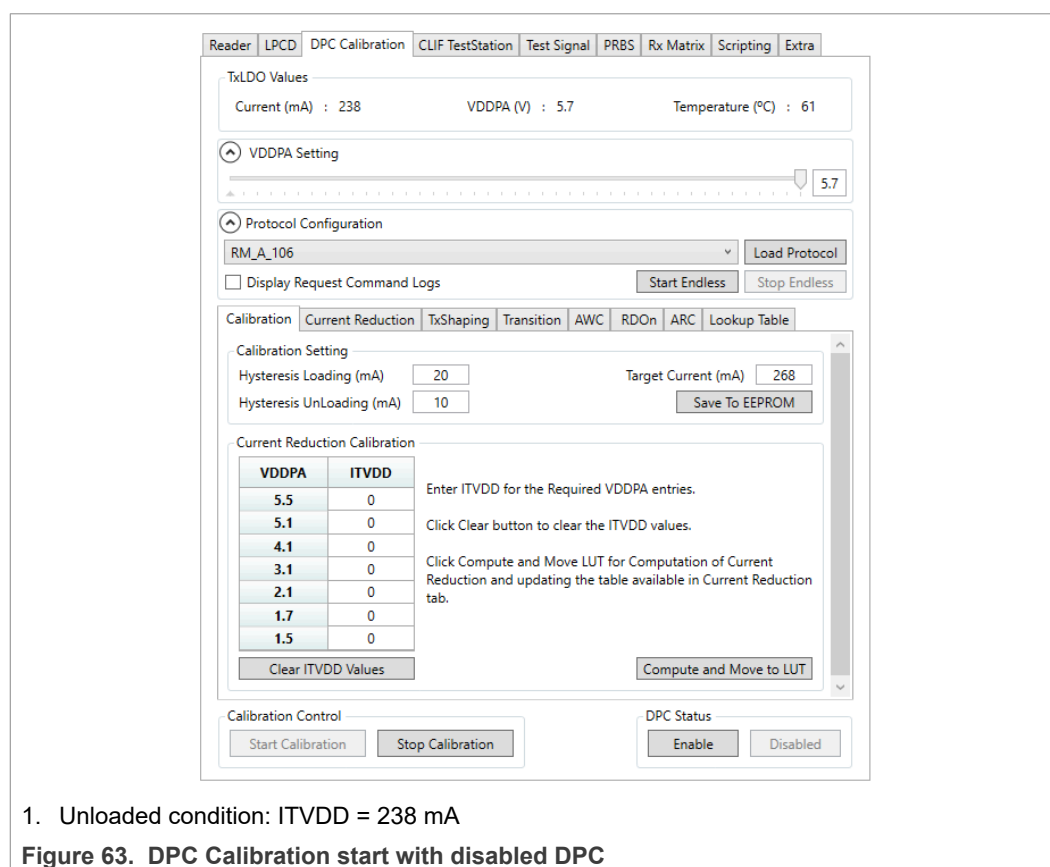 Reader LPCD DPC Calibration CLIF TestStation Test Signal PRBS Rx Matrix Scripting Extra
TxLDO Values
Current (mA) : 238 VDDPA (V) : 5.7 Temperature (ºC) : 61
VDDPA Setting
5.7
Protocol Configuration
RM_A_106 Load Protocol
Display Request Command Logs Start Endless Stop Endless
Calibration Current Reduction TxShaping Transition AWC RDOn ARC Lookup Table
Calibration Setting
Hysteresis Loading (mA) 20 Target Current (mA) 268
Hysteresis UnLoading (mA) 10 Save To EEPROM
Current Reduction Calibration
VDDPA ITVDD
5.5 0
5.1 0
4.1 0
3.1 0
2.1 0
1.7 0
1.5 0
Enter ITVDD for the Required VDDPA entries.
Click Clear button to clear the ITVDD values.
Click Compute and Move LUT for Computation of Current
Reduction and updating the table available in Current Reduction
tab.
Clear ITVDD Values Compute and Move to LUT
Calibration Control DPC Status
Start Calibration Stop Calibration Enable Disabled
1. Unloaded condition: ITVDD = 238 mA
Figure 63. DPC Calibration start with disabled DPC